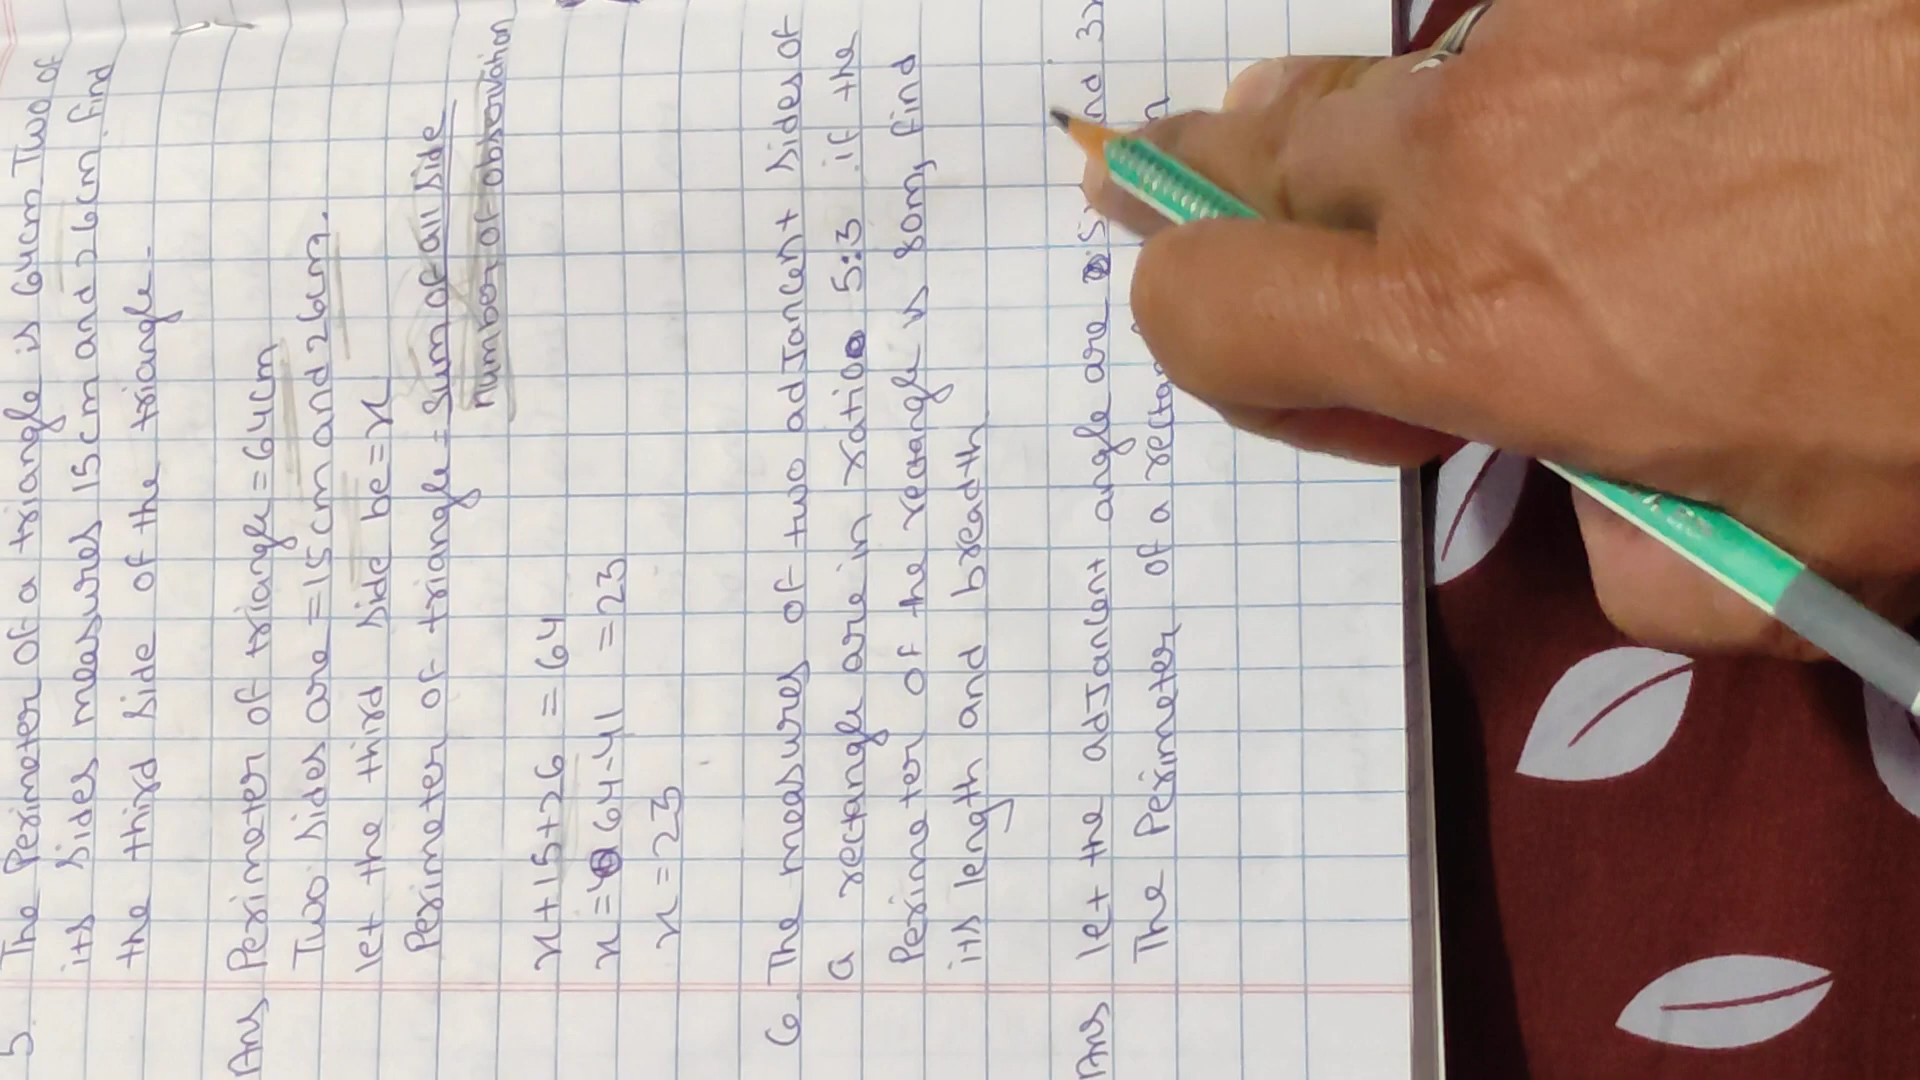 5. The Perimeter of a triangle is 64cm Two of
its sides measures 15cm and 26cm find
the third side of the triangle.
Ans Perimeter of triangle = 64cm
Two sides are = 15cm and 26cm.
let the third side be = x
Perimeter of triangle = sum of all side
number of observation
x + 15 + 26 = 64
x = 64 - 41 = 23
x = 23
6. The measures of two adJancent sides of
a rectangle are in ratio 5:3 if the
Perimeter of the rectangle is 80m, find
its length and breadth
Ans let the adJancent angle are 3x
The Perimeter of a